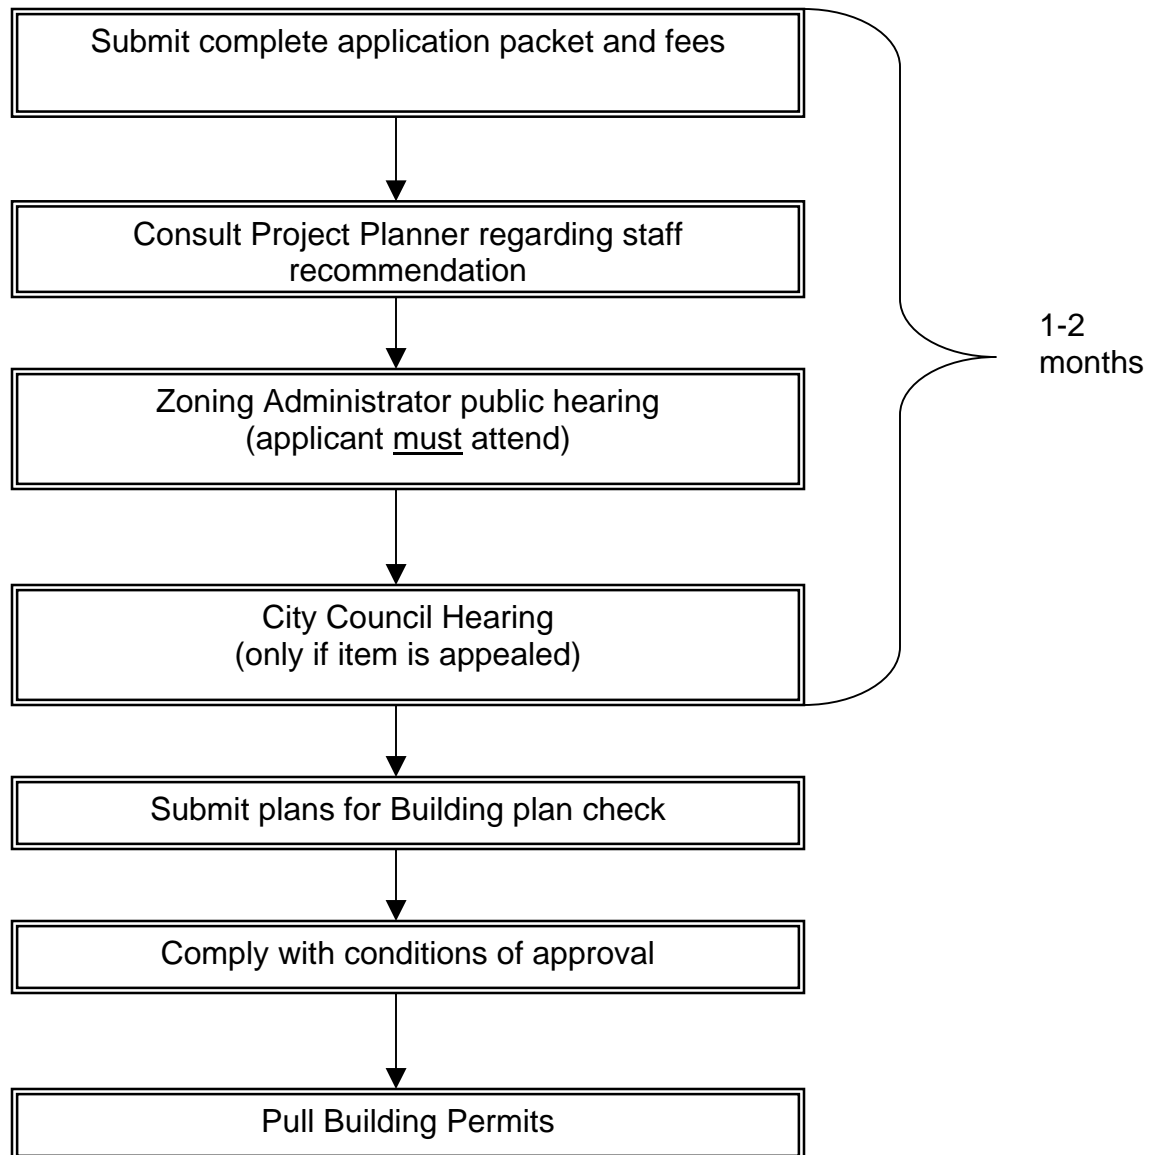 Submit complete application packet and fees
Consult Project Planner regarding staff
recommendation
1-2
months
Zoning Administrator public hearing
(applicant must attend)
City Council Hearing
(only if item is appealed)
Submit plans for Building plan check
Comply with conditions of approval
Pull Building Permits